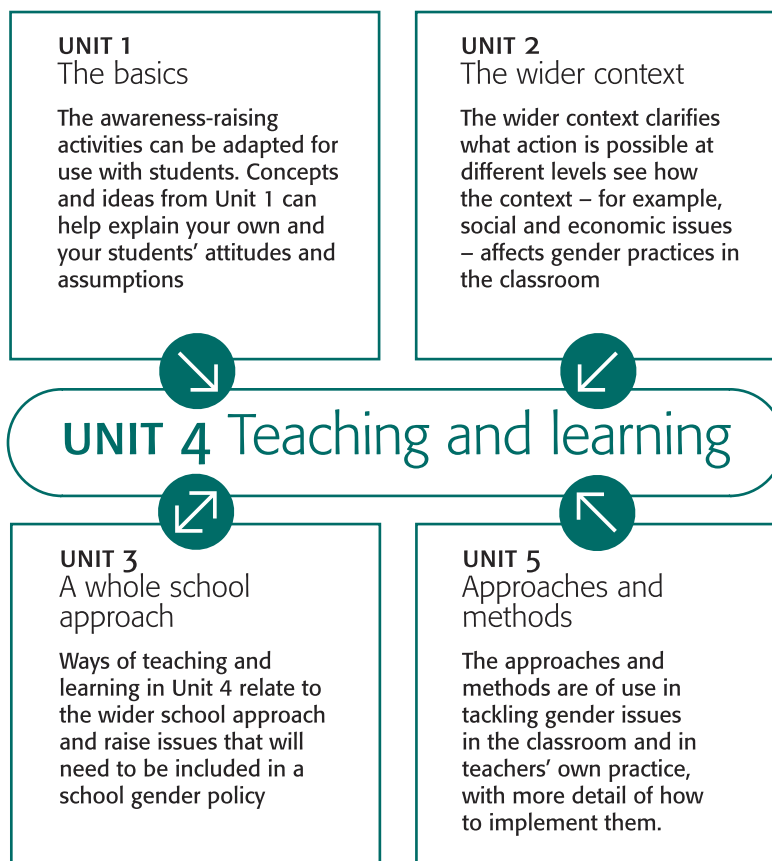 UNIT 1
The basics
The awareness-raising
activities can be adapted for
use with students. Concepts
and ideas from Unit 1 can
help explain your own and
your students’ attitudes and
assumptions
UNIT 2
The wider context
The wider context clarifies
what action is possible at
different levels see how
the context – for example,
social and economic issues
– affects gender practices in
the classroom
UNIT 4 Teaching and learning
UNIT 3
A whole school
approach
Ways of teaching and
learning in Unit 4 relate to
the wider school approach
and raise issues that will
need to be included in a
school gender policy
UNIT 5
Approaches and
methods
The approaches and
methods are of use in
tackling gender issues
in the classroom and in
teachers’ own practice,
with more detail of how
to implement them.